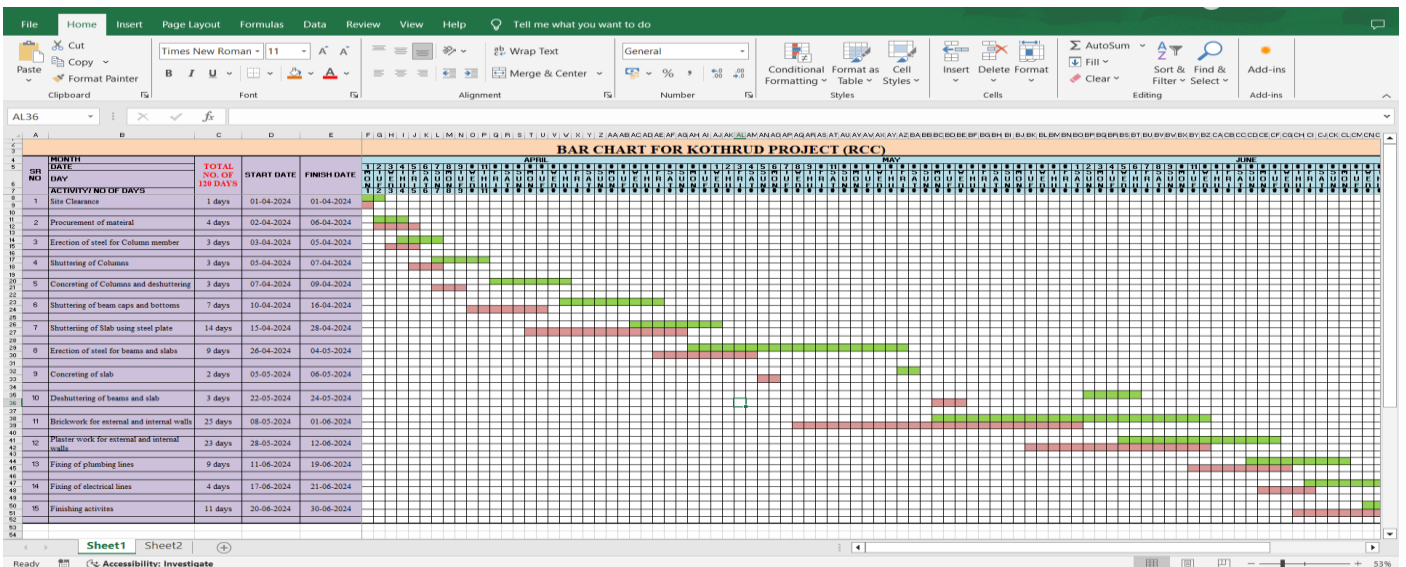 File Home Insert Page Layout Formulas Data Review View Help Tell me what you want to do
Paste
Cut
Copy
Format Painter
Clipboard
Times New Roman 11
B I U
Font
Wrap Text
Merge & Center
Alignment
General
Number
Conditional Formatting
Format as Table
Cell Styles
Styles
Insert Delete Format
Cells
AutoSum
Fill
Clear
Sort & Filter
Find & Select
Editing
Add-ins
Add-ins
AL36 fx
BAR CHART FOR KOTHRUD PROJECT (RCC)
SR NO MONTH TOTAL NO. OF 120 DAYS START DATE FINISH DATE APRIL MAY JUNE
DATE
DAY
ACTIVITY/ NO OF DAYS
1 Site Clearance 1 days 01-04-2024 01-04-2024
2 Procurement of mateiral 4 days 02-04-2024 06-04-2024
3 Erection of steel for Column member 3 days 03-04-2024 05-04-2024
4 Shuttering of Columns 3 days 05-04-2024 07-04-2024
5 Concreting of Columns and deshuttering 3 days 07-04-2024 09-04-2024
6 Shuttering of beam caps and bottoms 7 days 10-04-2024 16-04-2024
7 Shutteriing of Slab using steel plate 14 days 15-04-2024 28-04-2024
8 Erection of steel for beams and slabs 9 days 26-04-2024 04-05-2024
9 Concreting of slab 2 days 05-05-2024 06-05-2024
10 Deshuttering of beams and slab 3 days 22-05-2024 24-05-2024
11 Brickwork for external and internal walls 25 days 08-05-2024 01-06-2024
12 Plaster work for external and internal walls 23 days 28-05-2024 12-06-2024
13 Fixing of plumbing lines 9 days 11-06-2024 19-06-2024
14 Fixing of electrical lines 4 days 17-06-2024 21-06-2024
15 Finishing activites 11 days 20-06-2024 30-06-2024
Sheet1 Sheet2
Ready Accessibility: Investigate 53%